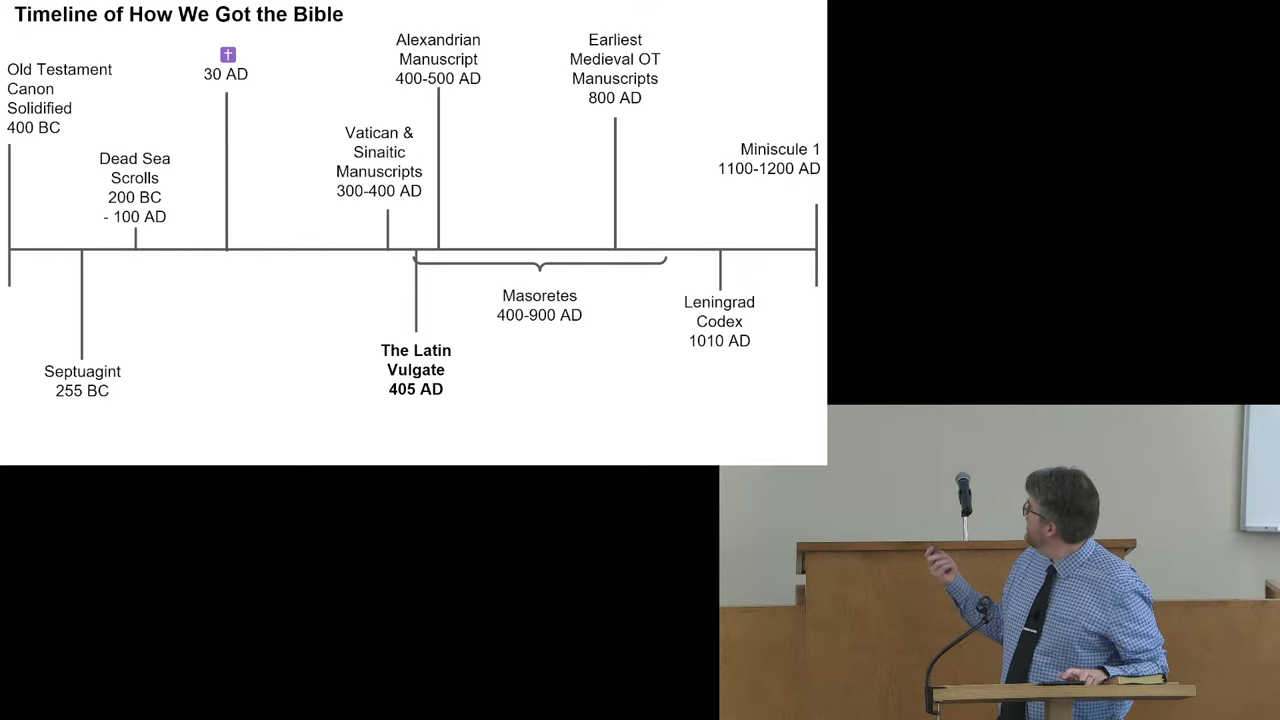 Timeline of How We Got the Bible
Old Testament
Canon
Solidified
400 BC
Dead Sea
Scrolls
200 BC
- 100 AD
✝
30 AD
Vatican &
Sinaitic
Manuscripts
300-400 AD
Alexandrian
Manuscript
400-500 AD
Earliest
Medieval OT
Manuscripts
800 AD
Miniscule 1
1100-1200 AD
Septuagint
255 BC
The Latin
Vulgate
405 AD
Masoretes
400-900 AD
Leningrad
Codex
1010 AD